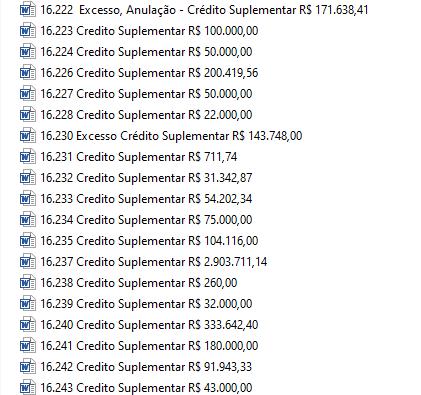 16.222 Excesso, Anulação - Crédito Suplementar R$ 171.638,41
16.223 Credito Suplementar R$ 100.000,00
16.224 Credito Suplementar R$ 50.000,00
16.226 Credito Suplementar R$ 200.419,56
16.227 Credito Suplementar R$ 50.000,00
16.228 Credito Suplementar R$ 22.000,00
16.230 Excesso Crédito Suplementar R$ 143.748,00
16.231 Credito Suplementar R$ 711,74
16.232 Credito Suplementar R$ 31.342,87
16.233 Credito Suplementar R$ 54.202,34
16.234 Credito Suplementar R$ 75.000,00
16.235 Credito Suplementar R$ 104.116,00
16.237 Credito Suplementar R$ 2.903.711,14
16.238 Credito Suplementar R$ 260,00
16.239 Credito Suplementar R$ 32.000,00
16.240 Credito Suplementar R$ 333.642,40
16.241 Credito Suplementar R$ 180.000,00
16.242 Credito Suplementar R$ 91.943,33
16.243 Credito Suplementar R$ 43.000,00